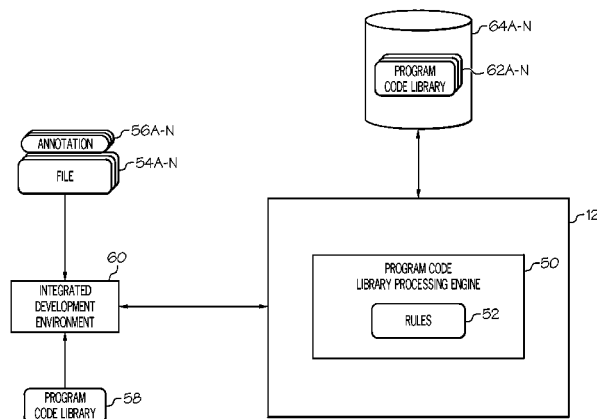 64A-N
PROGRAM
CODE LIBRARY
62A-N
56A-N
ANNOTATION
54A-N
FILE
12
60
INTEGRATED
DEVELOPMENT
ENVIRONMENT
PROGRAM CODE
LIBRARY PROCESSING ENGINE
50
RULES
52
PROGRAM
CODE LIBRARY
58